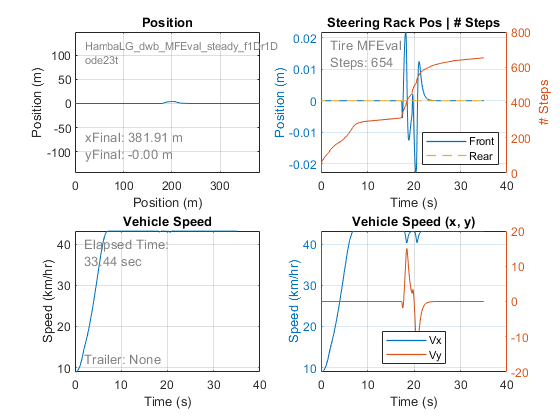 Position
HambaLG_dwb_MFEval_steady_f1Dr1D
ode23t
xFinal: 381.91 m
yFinal: -0.00 m
100
50
0
-50
-100
Position (m)
0
100
200
300
Position (m)
Steering Rack Pos | # Steps
Tire MFEval
Steps: 654
0.02
0.01
0
-0.01
-0.02
Position (m)
800
600
400
200
0
# Steps
Front
Rear
0
10
20
30
40
Time (s)
Vehicle Speed
Elapsed Time:
33.44 sec
Trailer: None
40
30
20
10
Speed (km/hr)
0
10
20
30
40
Time (s)
Vehicle Speed (x, y)
40
30
20
10
Speed (km/hr)
20
10
0
-10
-20
Vx
Vy
0
10
20
30
40
Time (s)